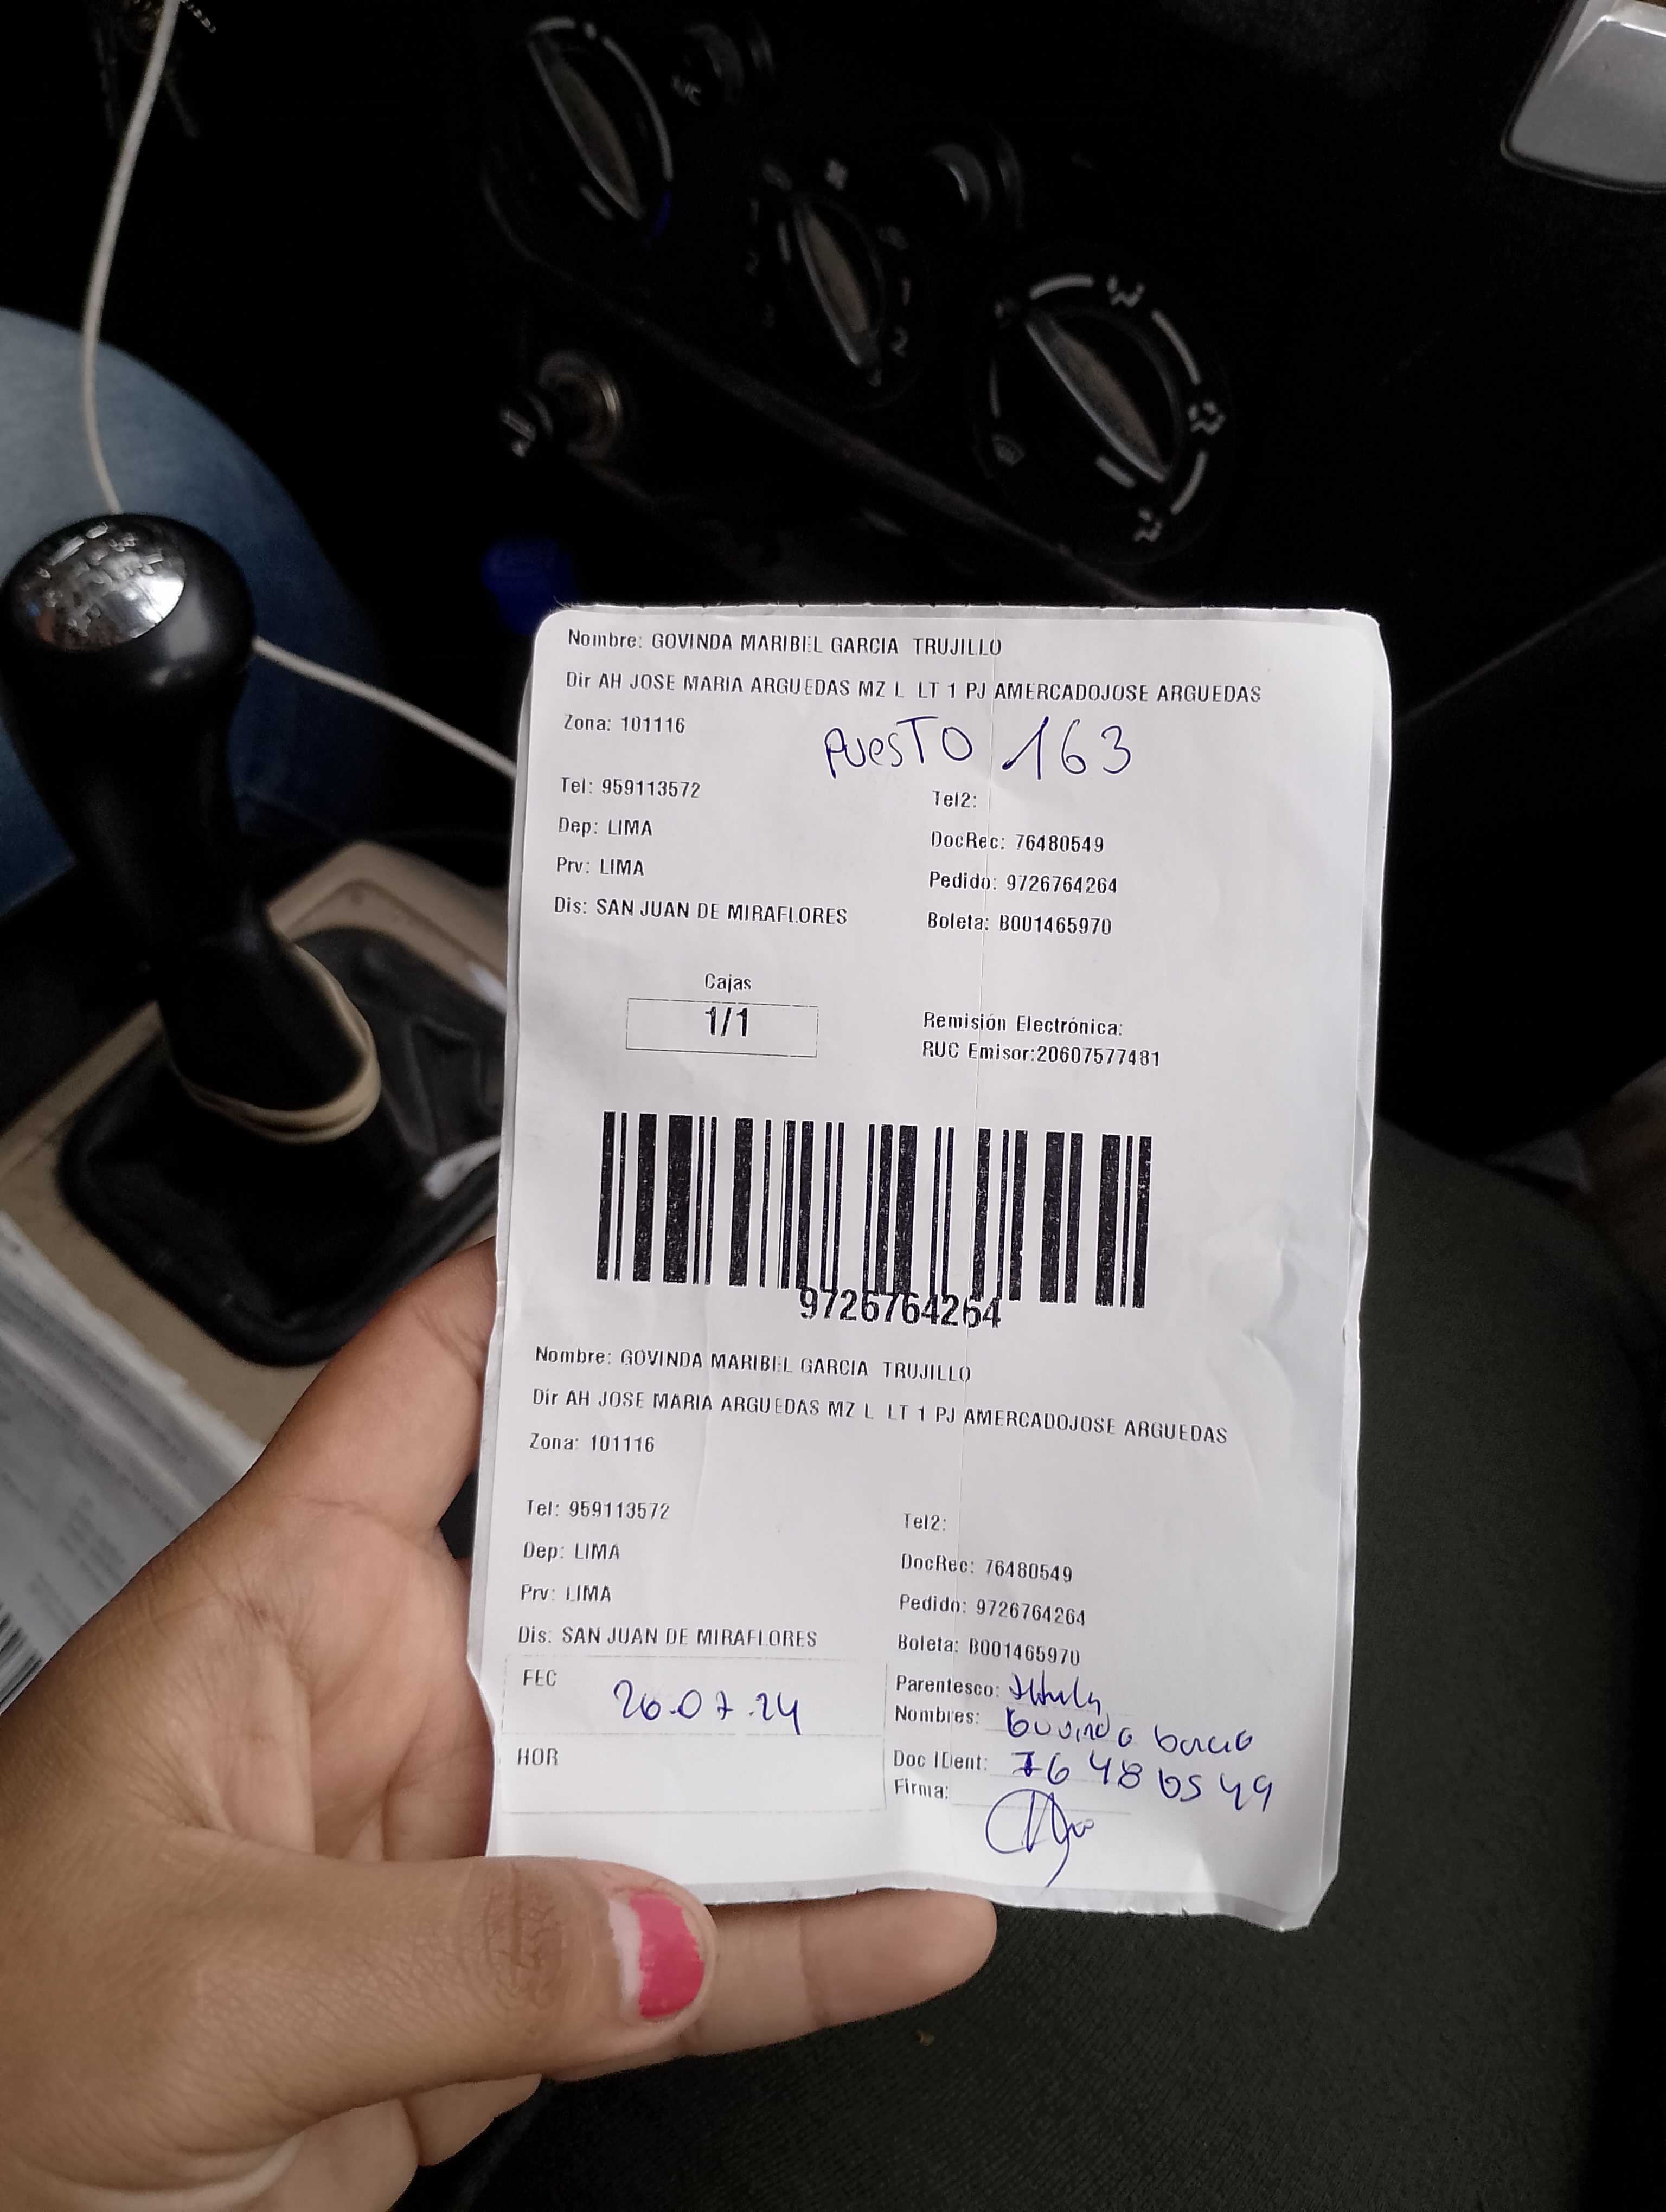 Nombre: GOVINDA MARIBEL GARCIA TRUJILLO
Dir AH JOSE MARIA ARGUEDAS MZ L LT 1 PJ AMERCADOJOSE ARGUEDAS
Zona: 101116
PuesTO 163
Tel: 959113572 Tel2:
Dep: LIMA DocRec: 76480549
Prv: LIMA Pedido: 9726764264
Dis: SAN JUAN DE MIRAFLORES Boleta: B001465970
Cajas
1/1
Remisión Electrónica:
RUC Emisor:20607577481
9726764264
Nombre: GOVINDA MARIBEL GARCIA TRUJILLO
Dir AH JOSE MARIA ARGUEDAS MZ L LT 1 PJ AMERCADOJOSE ARGUEDAS
Zona: 101116
Tel: 959113572 Tel2:
Dep: LIMA DocRec: 76480549
Prv: LIMA Pedido: 9726764264
Dis: SAN JUAN DE MIRAFLORES Boleta: B001465970
FEC 26.07.24
Parentesco:
Nombres: Govinda Garcia
HOR
Doc IDent: 76480549
Firma: